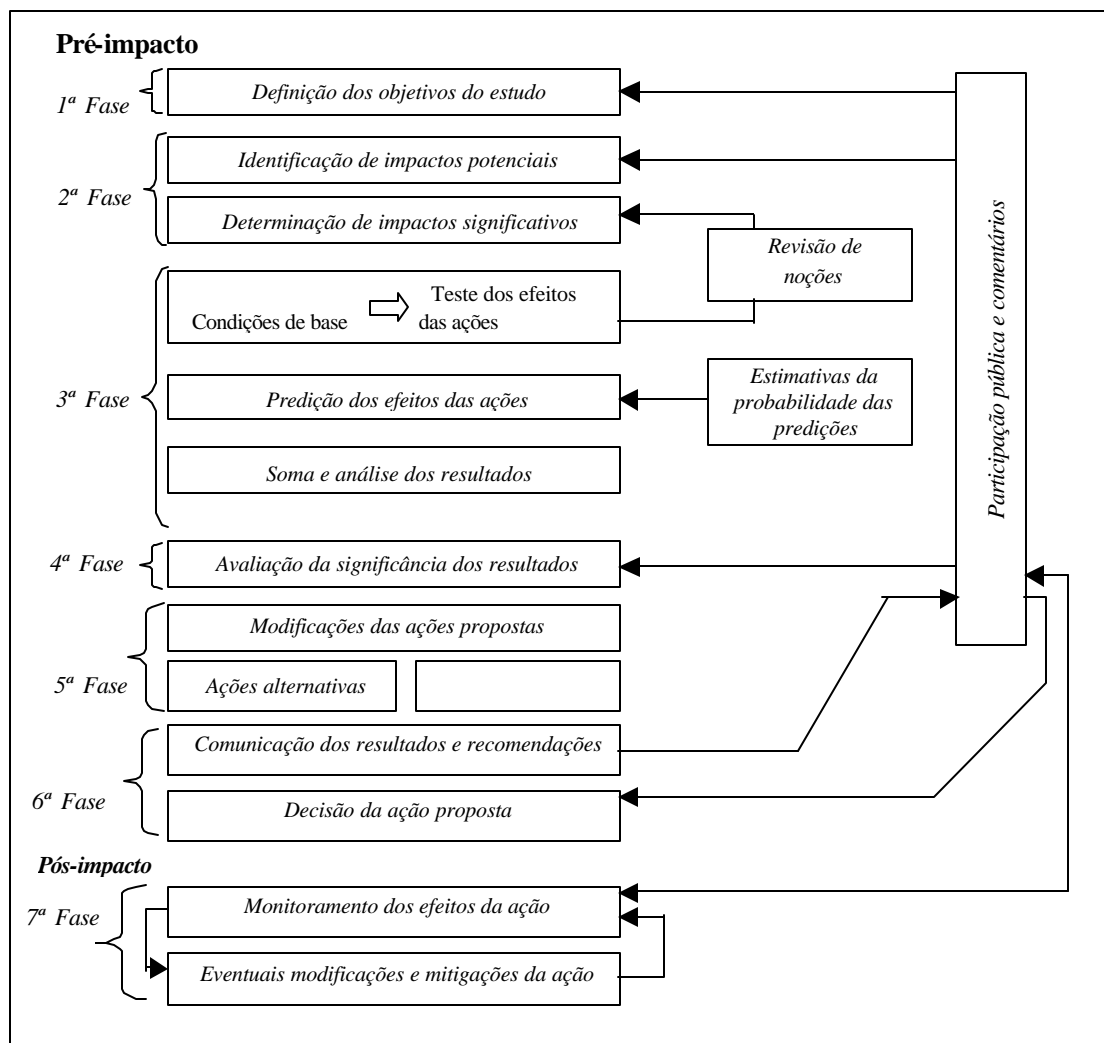 Pré-impacto
1ª Fase
Definição dos objetivos do estudo
2ª Fase
Identificação de impactos potenciais
Determinação de impactos significativos
Revisão de
noções
3ª Fase
Condições de base
Teste dos efeitos
das ações
Predição dos efeitos das ações
Estimativas da
probabilidade das
predições
Soma e análise dos resultados
Participação pública e comentários
4ª Fase
Avaliação da significância dos resultados
5ª Fase
Modificações das ações propostas
Ações alternativas
6ª Fase
Comunicação dos resultados e recomendações
Decisão da ação proposta
Pós-impacto
7ª Fase
Monitoramento dos efeitos da ação
Eventuais modificações e mitigações da ação